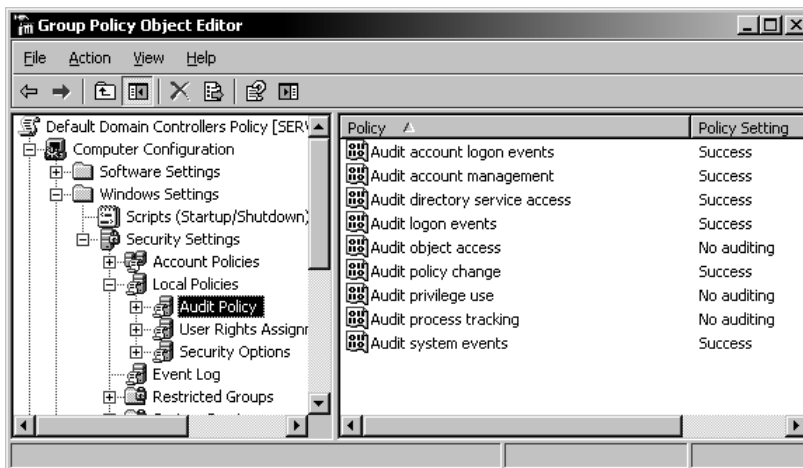 Group Policy Object Editor
File Action View Help
Default Domain Controllers Policy [SER
Computer Configuration
Software Settings
Windows Settings
Scripts (Startup/Shutdown)
Security Settings
Account Policies
Local Policies
Audit Policy
User Rights Assignr
Security Options
Event Log
Restricted Groups
Policy Policy Setting
Audit account logon events Success
Audit account management Success
Audit directory service access Success
Audit logon events Success
Audit object access No auditing
Audit policy change Success
Audit privilege use No auditing
Audit process tracking No auditing
Audit system events Success